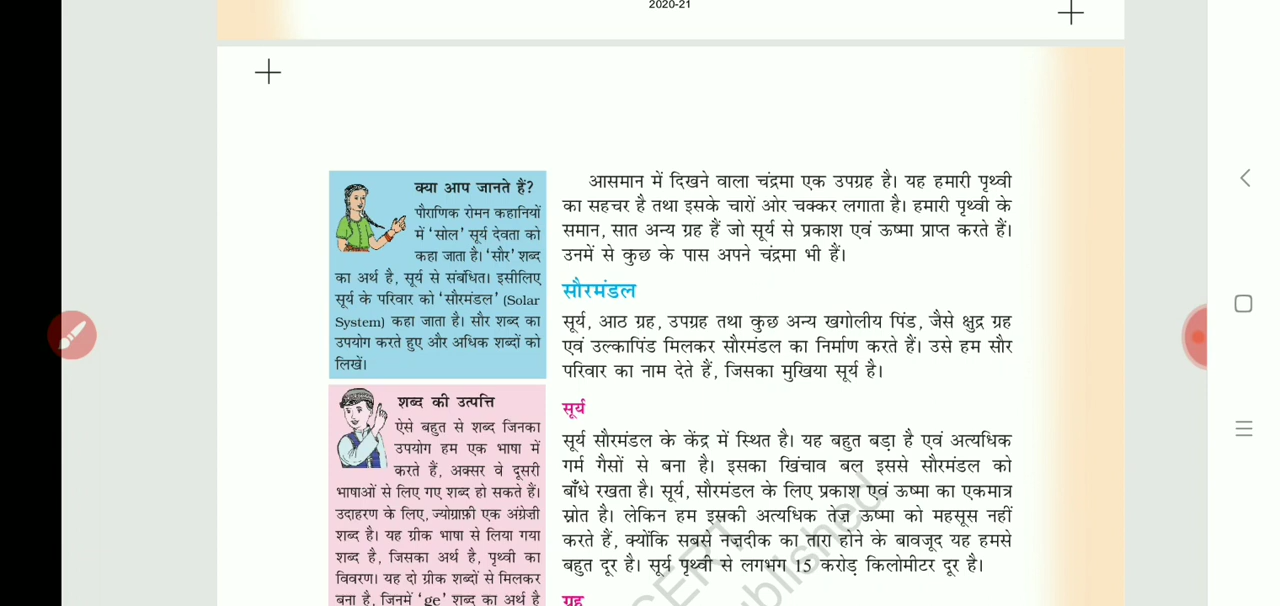 2020-21
क्या आप जानते हैं?
पौराणिक रोमन कहानियों
में ‘सोल’ सूर्य देवता को
कहा जाता है। ‘सौर’ शब्द
का अर्थ है, सूर्य से संबंधित। इसीलिए
सूर्य के परिवार को ‘सौरमंडल’ (Solar
System) कहा जाता है। सौर शब्द का
उपयोग करते हुए और अधिक शब्दों को
लिखें।
शब्द की उत्पत्ति
ऐसे बहुत से शब्द जिनका
उपयोग हम एक भाषा में
करते हैं, अक्सर वे दूसरी
भाषाओं से लिए गए शब्द हो सकते हैं।
उदाहरण के लिए, ज्योग्राफ़ी एक अंग्रेज़ी
शब्द है। यह ग्रीक भाषा से लिया गया
शब्द है, जिसका अर्थ है, पृथ्वी का
विवरण। यह दो ग्रीक शब्दों से मिलकर
बना है, जिनमें ‘ge’ शब्द का अर्थ है
आसमान में दिखने वाला चंद्रमा एक उपग्रह है। यह हमारी पृथ्वी
का सहचर है तथा इसके चारों ओर चक्कर लगाता है। हमारी पृथ्वी के
समान, सात अन्य ग्रह हैं जो सूर्य से प्रकाश एवं ऊष्मा प्राप्त करते हैं।
उनमें से कुछ के पास अपने चंद्रमा भी हैं।
सौरमंडल
सूर्य, आठ ग्रह, उपग्रह तथा कुछ अन्य खगोलीय पिंड, जैसे क्षुद्र ग्रह
एवं उल्कापिंड मिलकर सौरमंडल का निर्माण करते हैं। उसे हम सौर
परिवार का नाम देते हैं, जिसका मुखिया सूर्य है।
सूर्य
सूर्य सौरमंडल के केंद्र में स्थित है। यह बहुत बड़ा है एवं अत्यधिक
गर्म गैसों से बना है। इसका खिंचाव बल इससे सौरमंडल को
बाँधे रखता है। सूर्य, सौरमंडल के लिए प्रकाश एवं ऊष्मा का एकमात्र
स्रोत है। लेकिन हम इसकी अत्यधिक तेज़ ऊष्मा को महसूस नहीं
करते हैं, क्योंकि सबसे नज़दीक का तारा होने के बावजूद यह हमसे
बहुत दूर है। सूर्य पृथ्वी से लगभग 15 करोड़ किलोमीटर दूर है।
ग्रह